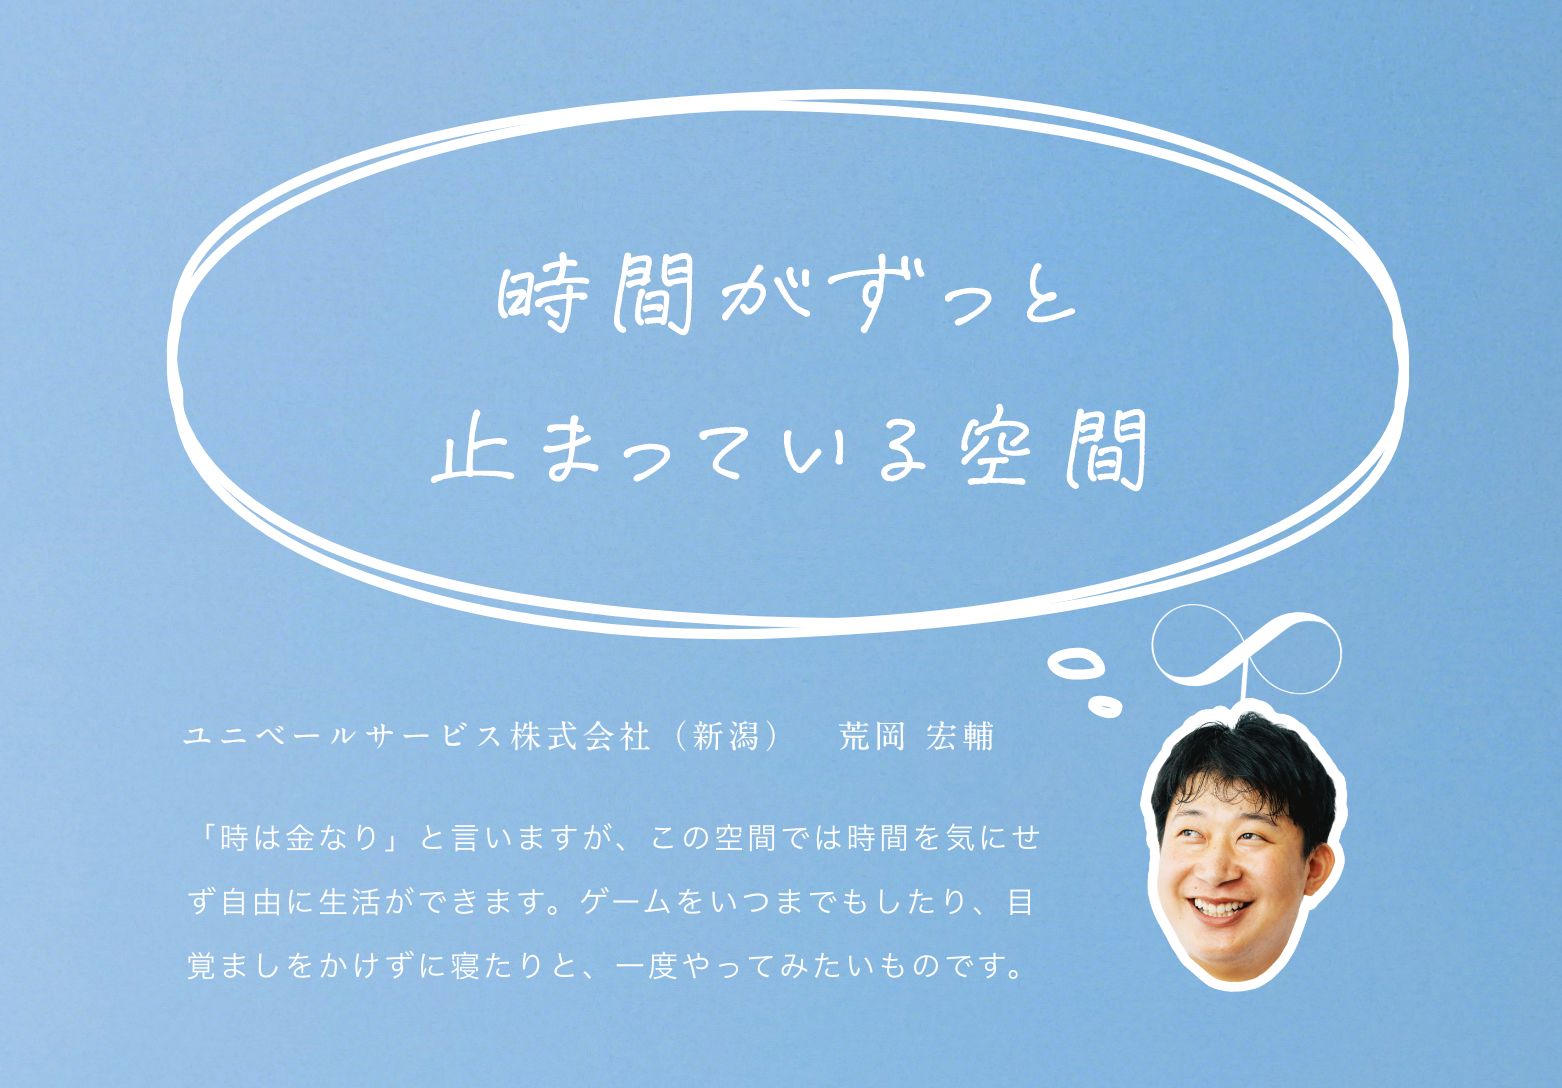 時間がずっと
止まっている空間
ユニベールサービス株式会社（新潟）　荒岡 宏輔
「時は金なり」と言いますが、この空間では時間を気にせ
ず自由に生活ができます。ゲームをいつまでもしたり、目
覚ましをかけずに寝たりと、一度やってみたいものです。